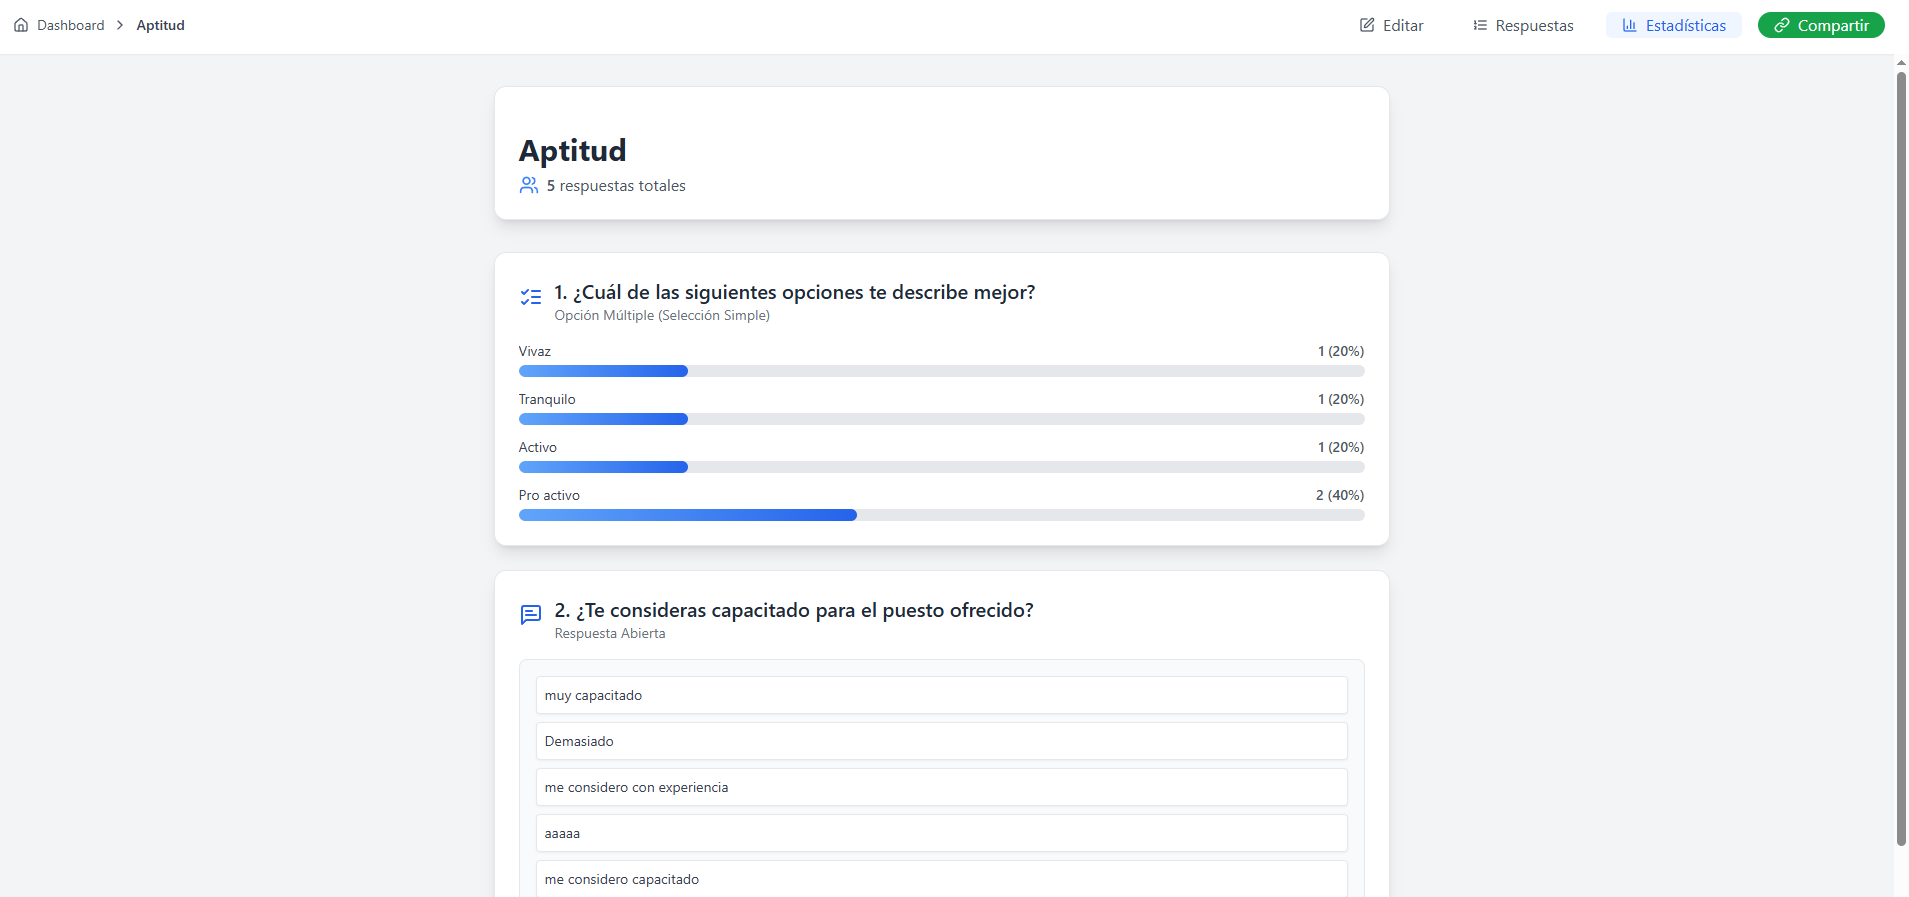 Dashboard > Aptitud
Editar
Respuestas
Estadísticas
Compartir
Aptitud
5 respuestas totales
1. ¿Cuál de las siguientes opciones te describe mejor?
Opción Múltiple (Selección Simple)
Vivaz 1 (20%)
Tranquilo 1 (20%)
Activo 1 (20%)
Pro activo 2 (40%)
2. ¿Te consideras capacitado para el puesto ofrecido?
Respuesta Abierta
muy capacitado
Demasiado
me considero con experiencia
aaaaa
me considero capacitado